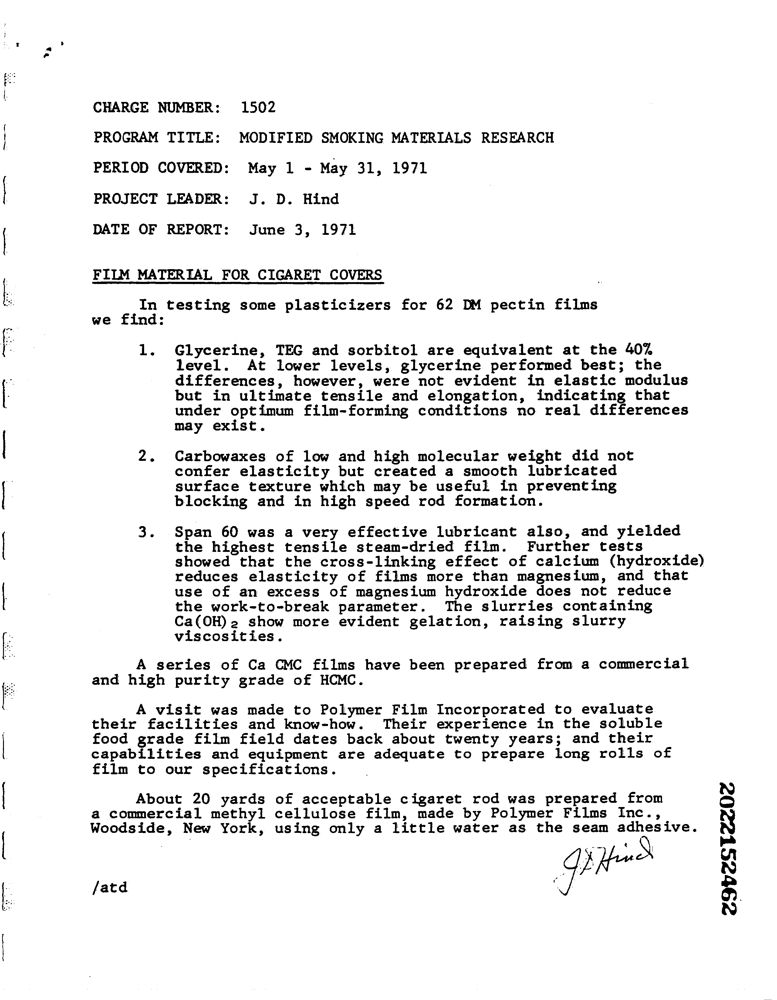 CHARGE NUMBER: 1502
PROGRAM TITLE: MODIFIED SMOKING MATERIALS RESEARCH
PERIOD COVERED: May 1 - May 31, 1971
PROJECT LEADER: J. D. Hind
DATE OF REPORT: June 3, 1971
FILM MATERIAL FOR CIGARET COVERS
In testing some plasticizers for 62 DM pectin films
we find:
1. Glycerine, TEG and sorbitol are equivalent at the 40%
level. At lower levels, glycerine performed best; the
differences, however, were not evident in elastic modulus
but in ultimate tensile and elongation, indicating that
under optimum film-forming conditions no real differences
may exist.
2. Carbowaxes of low and high molecular weight did not
confer elasticity but created a smooth lubricated
surface texture which may be useful in preventing
blocking and in high speed rod formation.
3. Span 60 was a very effective lubricant also, and yielded
the highest tensile steam-dried film. Further tests
showed that the cross-linking effect of calcium (hydroxide)
reduces elasticity of films more than magnesium, and that
use of an excess of magnesium hydroxide does not reduce
the work-to-break parameter. The slurries containing
Ca(OH)2 show more evident gelation, raising slurry
viscosities.
A series of Ca CMC films have been prepared from a commercial
and high purity grade of HCMC.
A visit was made to Polymer Film Incorporated to evaluate
their facilities and know-how. Their experience in the soluble
food grade film field dates back about twenty years; and their
capabilities and equipment are adequate to prepare long rolls of
film to our specifications.
About 20 yards of acceptable cigaret rod was prepared from
a commercial methyl cellulose film, made by Polymer Films Inc.,
Woodside, New York, using only a little water as the seam adhesive.
J D Hind
/atd
2022152462